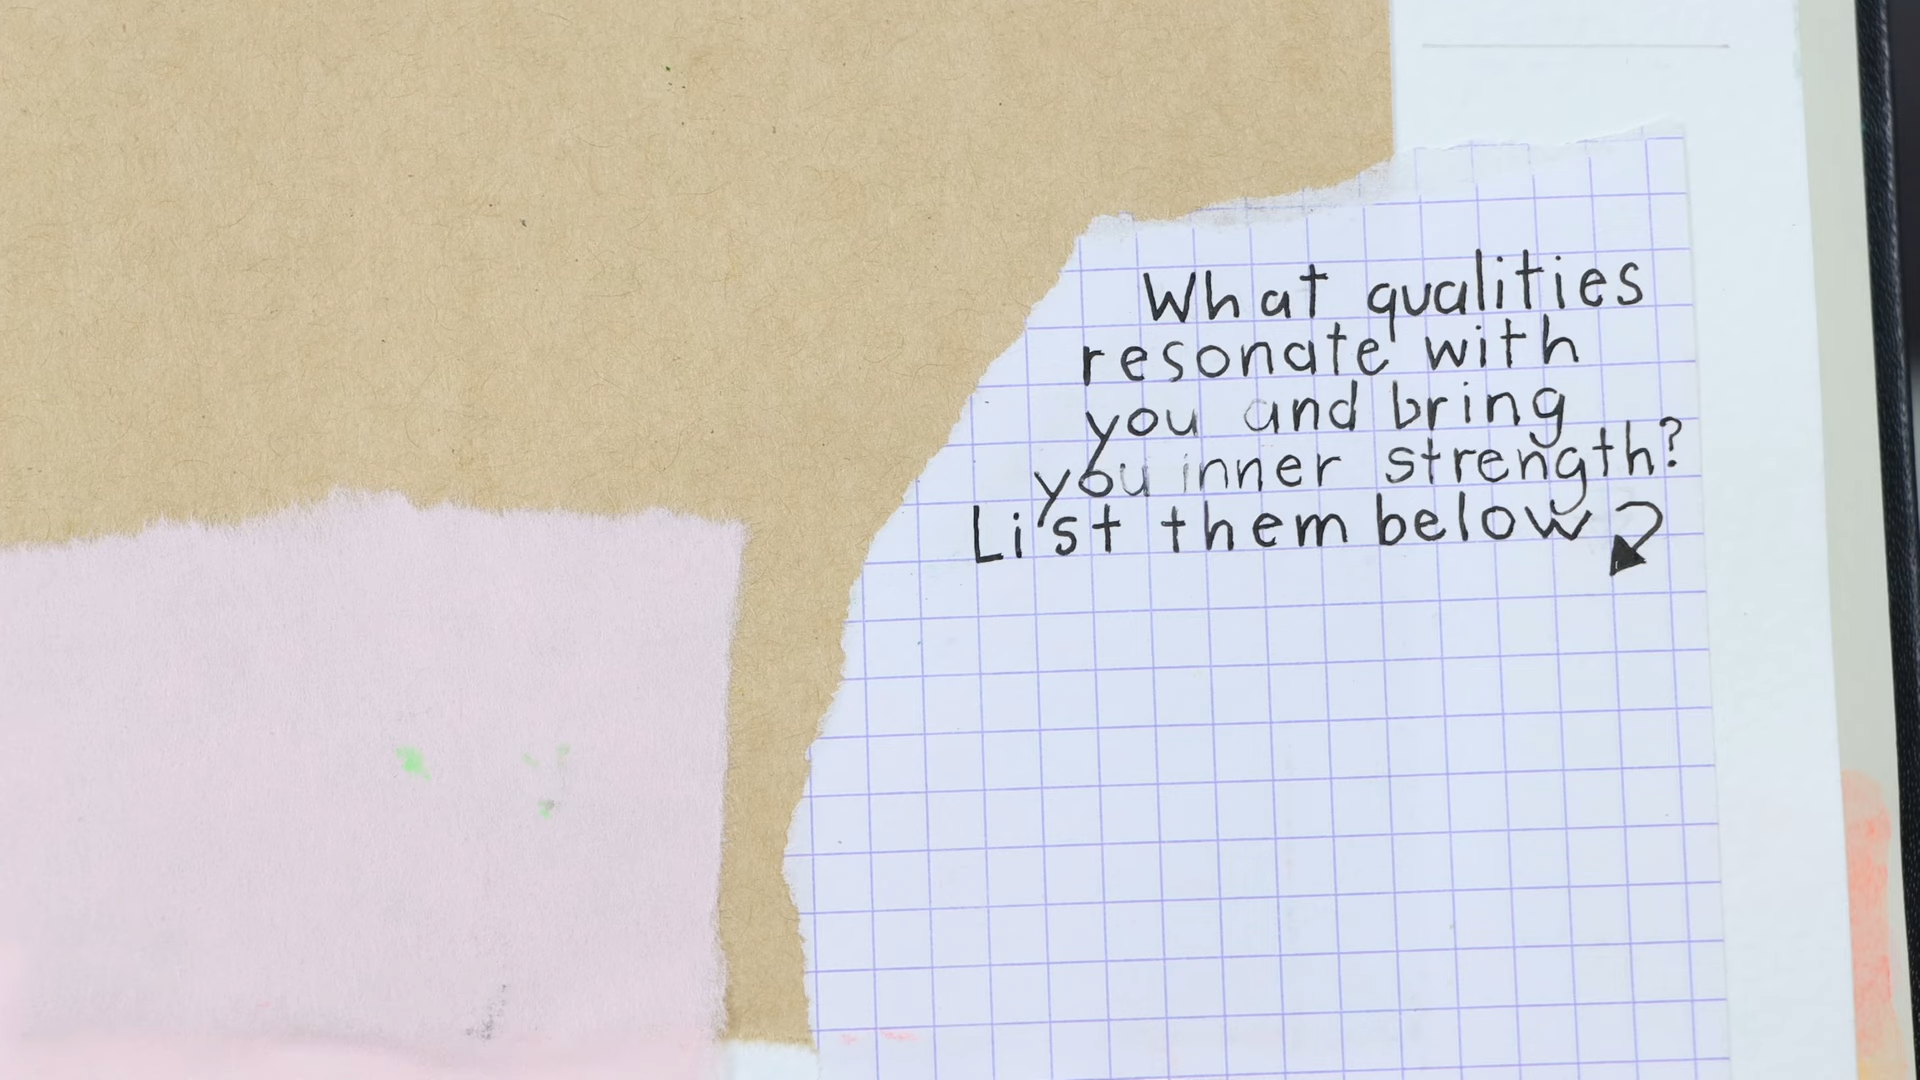 What qualities
resonate with
you and bring
you inner strength?
List them below